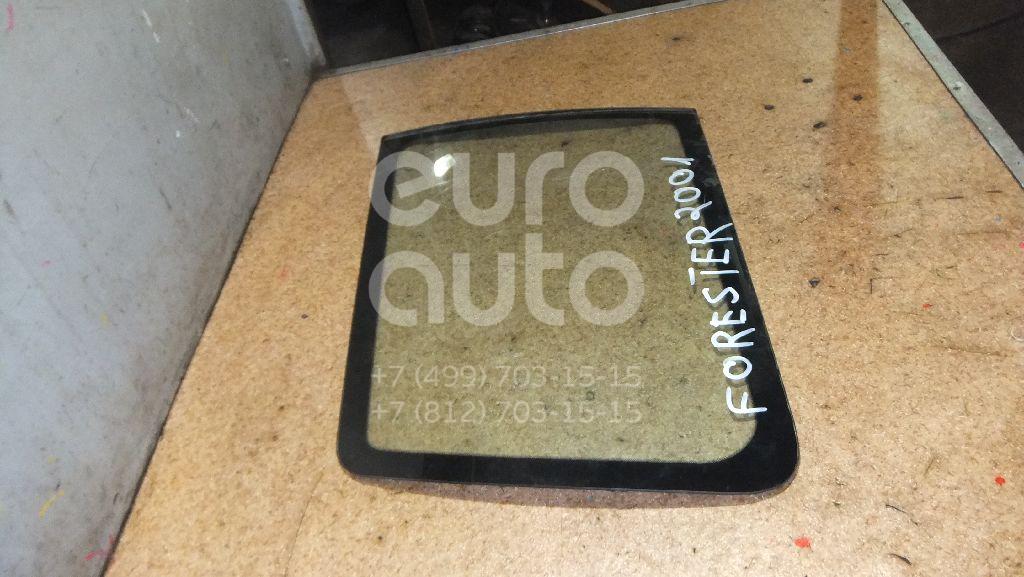 euro
auto
+7 (499) 703-15-15
+7 (812) 703-15-15
FORESTER 2001